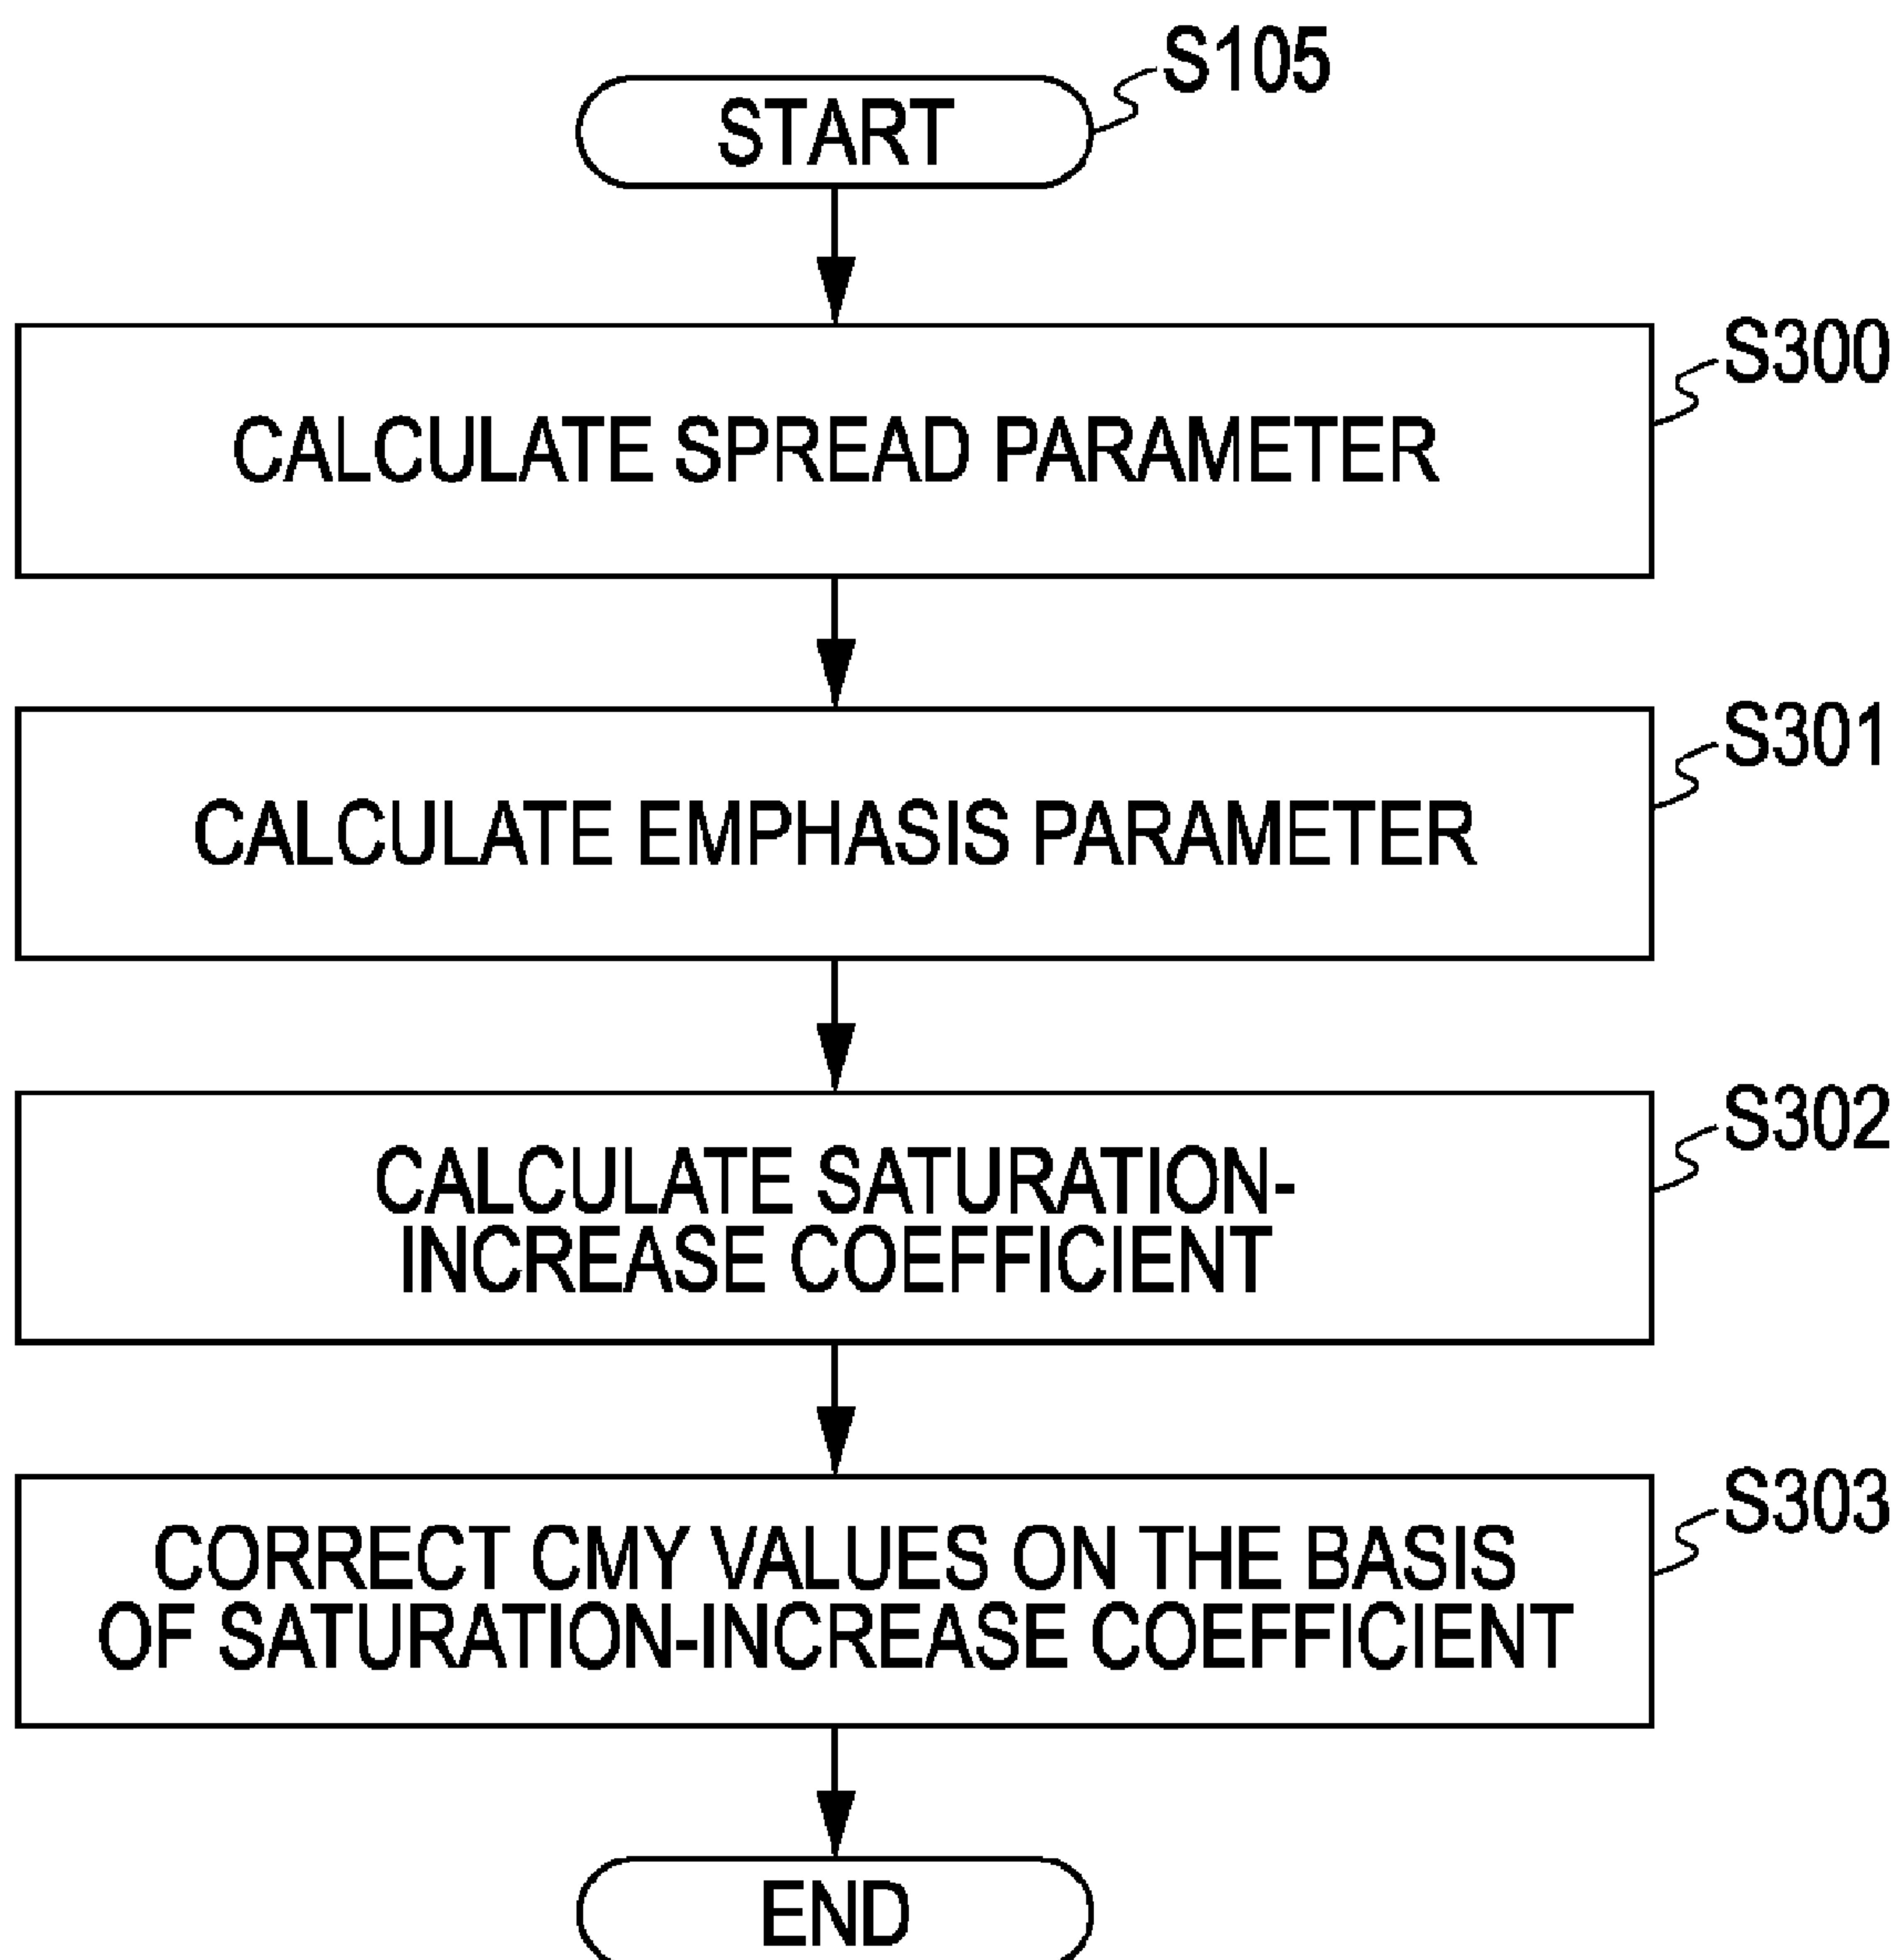 START
S105
CALCULATE SPREAD PARAMETER
S300
CALCULATE EMPHASIS PARAMETER
S301
CALCULATE SATURATION-
INCREASE COEFFICIENT
S302
CORRECT CMY VALUES ON THE BASIS
OF SATURATION-INCREASE COEFFICIENT
S303
END